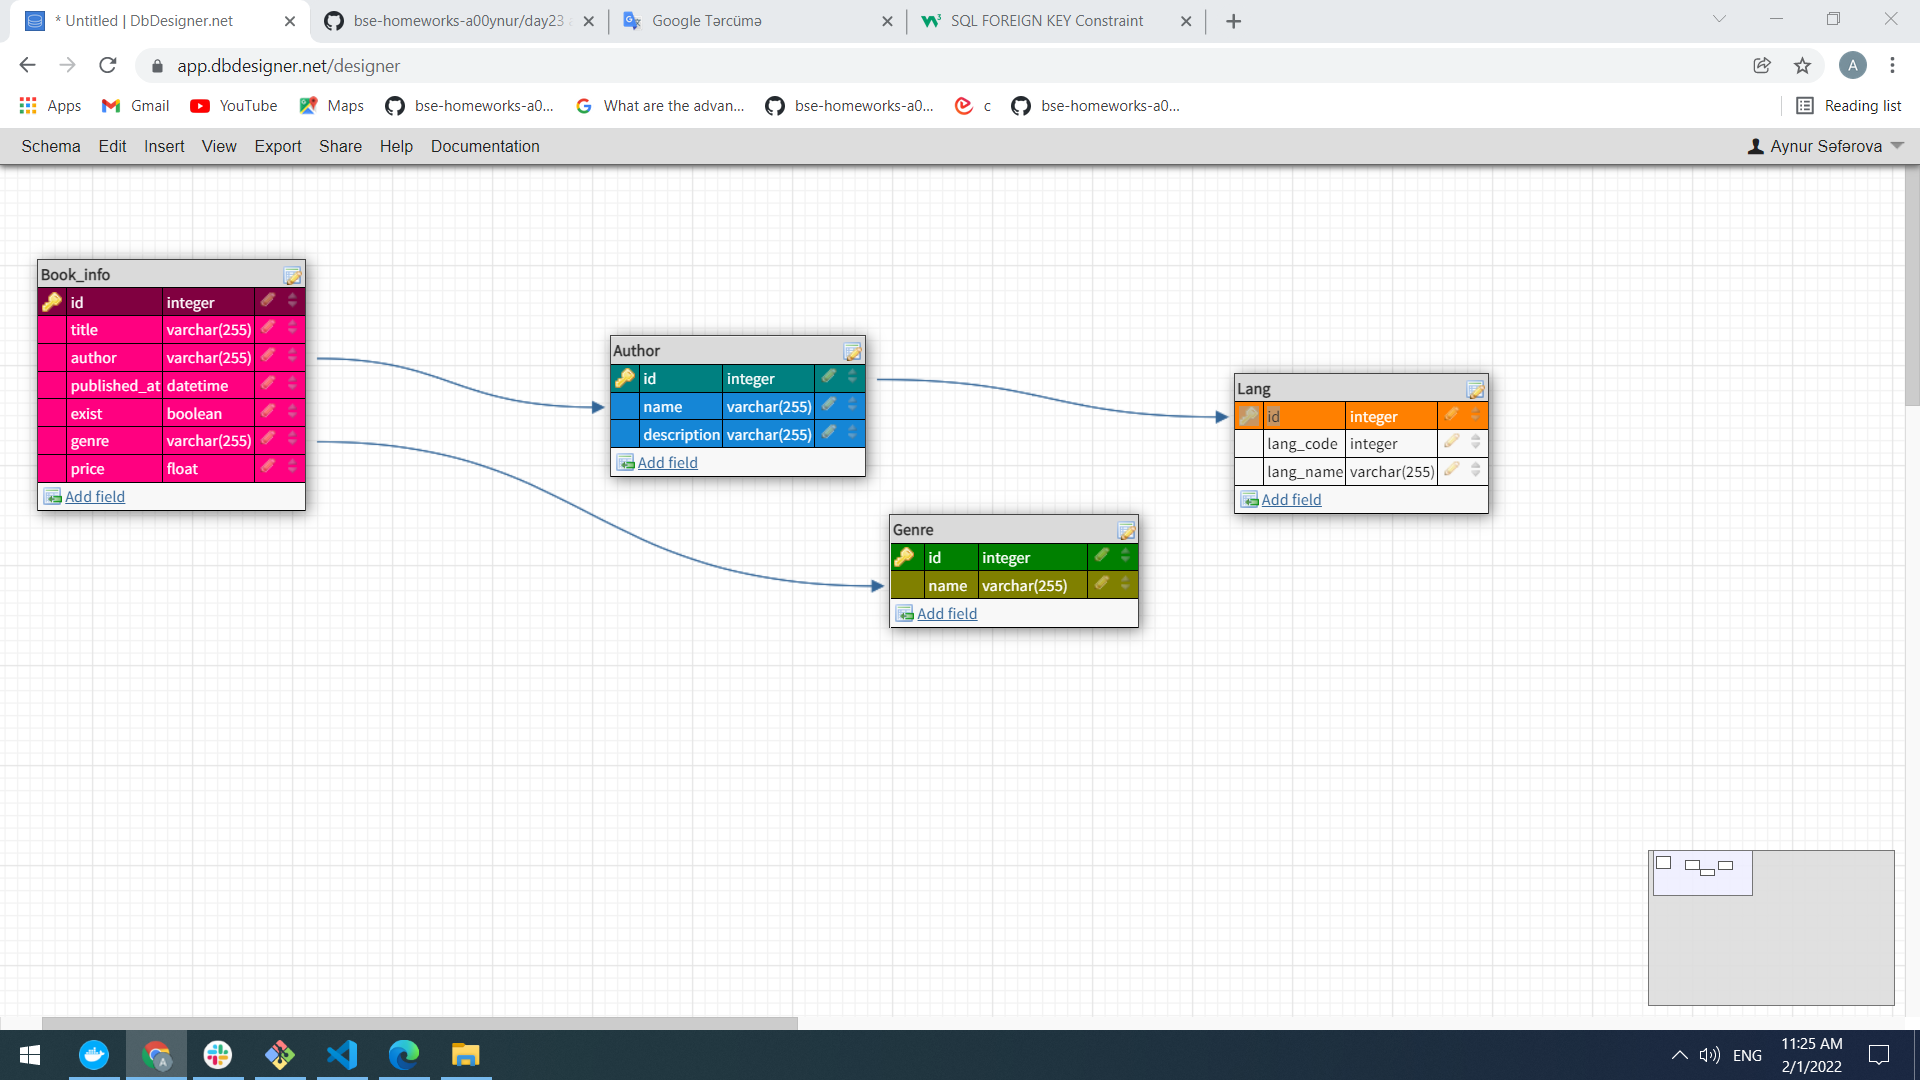 * Untitled | DbDesigner.net
bse-homeworks-a00ynur/day23
Google Tərcümə
SQL FOREIGN KEY Constraint
app.dbdesigner.net/designer
A
Apps
Gmail
YouTube
Maps
bse-homeworks-a0...
What are the advan...
bse-homeworks-a0...
c
bse-homeworks-a0...
Reading list
Schema Edit Insert View Export Share Help Documentation
Aynur Səfərova
Book_info
id integer
title varchar(255)
author varchar(255)
published_at datetime
exist boolean
genre varchar(255)
price float
Add field
Author
id integer
name varchar(255)
description varchar(255)
Add field
Lang
id integer
lang_code integer
lang_name varchar(255)
Add field
Genre
id integer
name varchar(255)
Add field
A
ENG
11:25 AM
2/1/2022